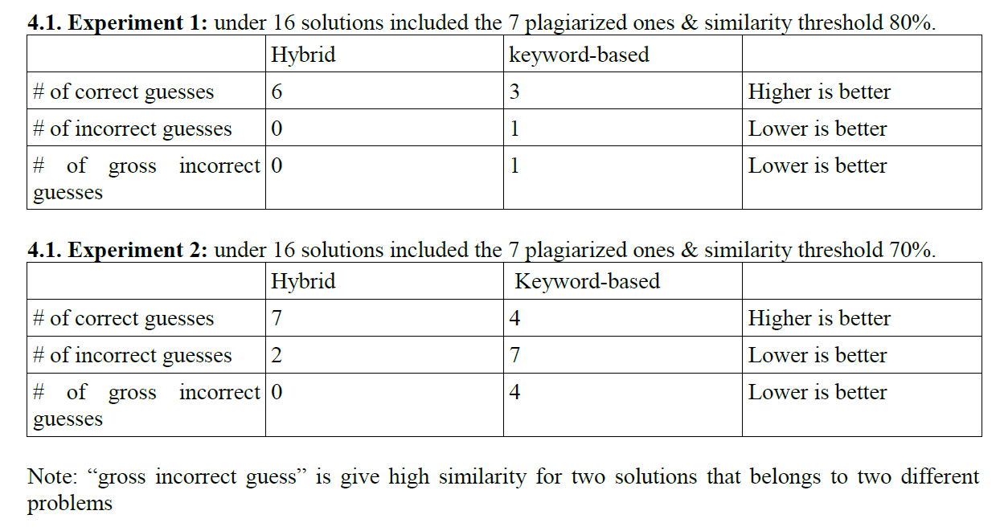 4.1. Experiment 1: under 16 solutions included the 7 plagiarized ones & similarity threshold 80%.
Hybrid keyword-based
# of correct guesses 6 3 Higher is better
# of incorrect guesses 0 1 Lower is better
# of gross incorrect 0 1 Lower is better
guesses
4.1. Experiment 2: under 16 solutions included the 7 plagiarized ones & similarity threshold 70%.
Hybrid Keyword-based
# of correct guesses 7 4 Higher is better
# of incorrect guesses 2 7 Lower is better
# of gross incorrect 0 4 Lower is better
guesses
Note: “gross incorrect guess” is give high similarity for two solutions that belongs to two different
problems